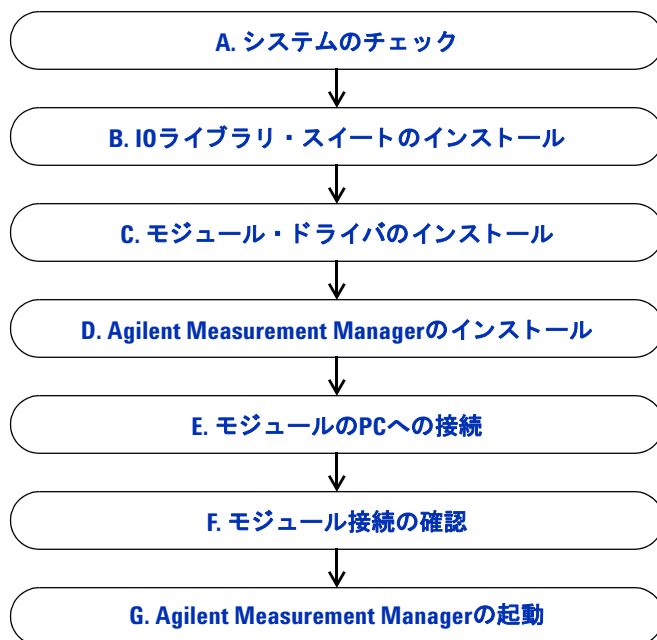 A. システムのチェック
B. IOライブラリ・スイートのインストール
C. モジュール・ドライバのインストール
D. Agilent Measurement Managerのインストール
E. モジュールのPCへの接続
F. モジュール接続の確認
G. Agilent Measurement Managerの起動